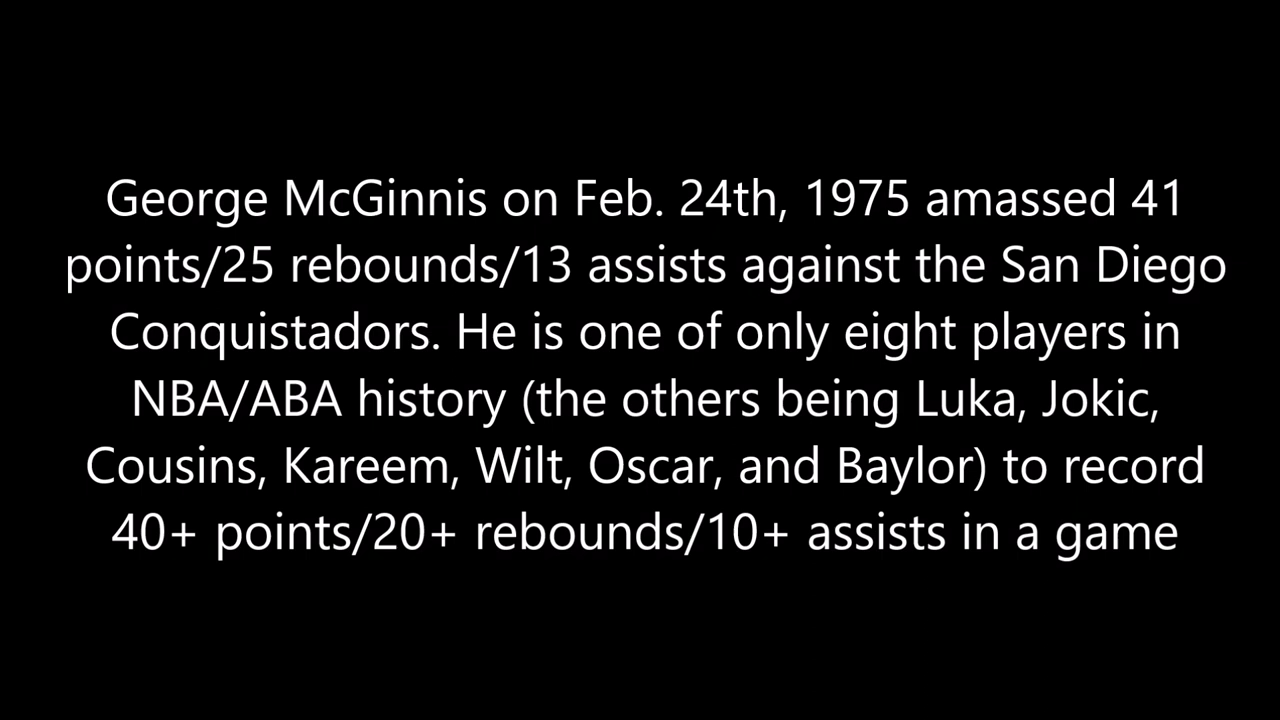 George McGinnis on Feb. 24th, 1975 amassed 41
points/25 rebounds/13 assists against the San Diego
Conquistadors. He is one of only eight players in
NBA/ABA history (the others being Luka, Jokic,
Cousins, Kareem, Wilt, Oscar, and Baylor) to record
40+ points/20+ rebounds/10+ assists in a game